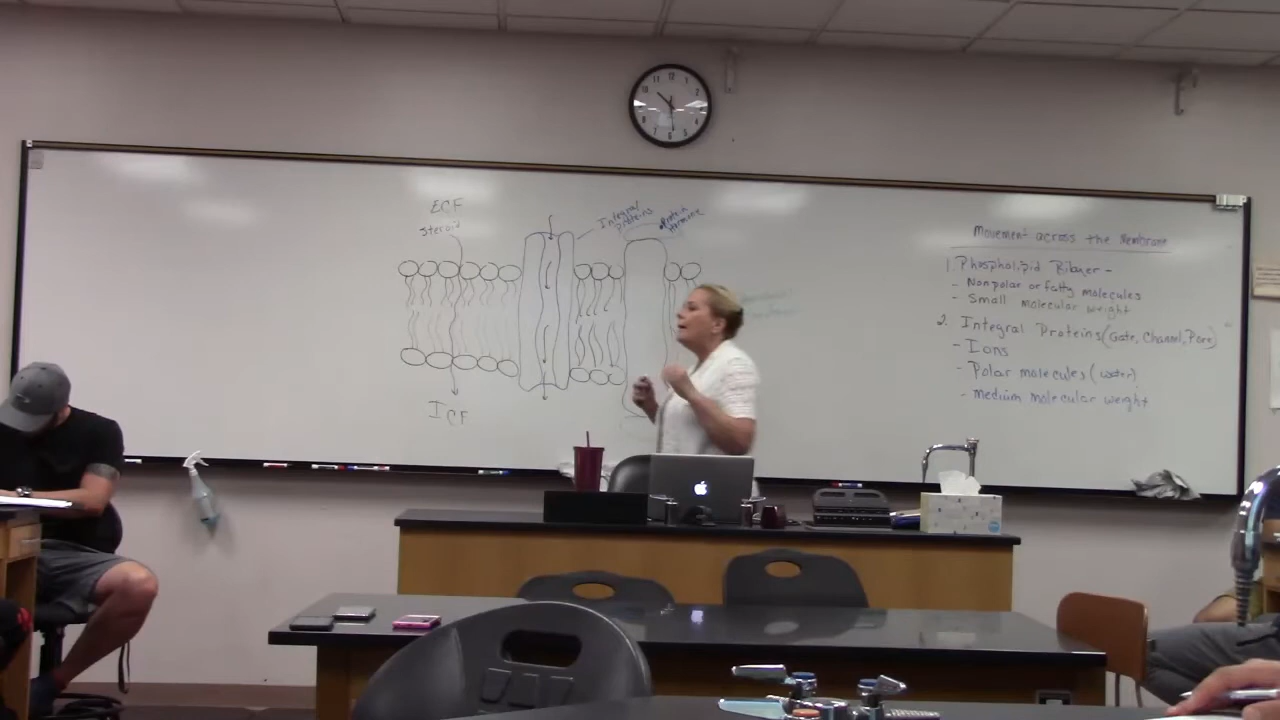 ECF
Steroid
Integral
Proteins
Protein
Hormone
ICF
Movement across the Membrane
1. Phospholipid Bilayer -
- Nonpolar or fatty molecules
- Small molecular weight
2. Integral Proteins (Gate, Channel, Pore)
- Ions
- Polar molecules (water)
- medium molecular weight